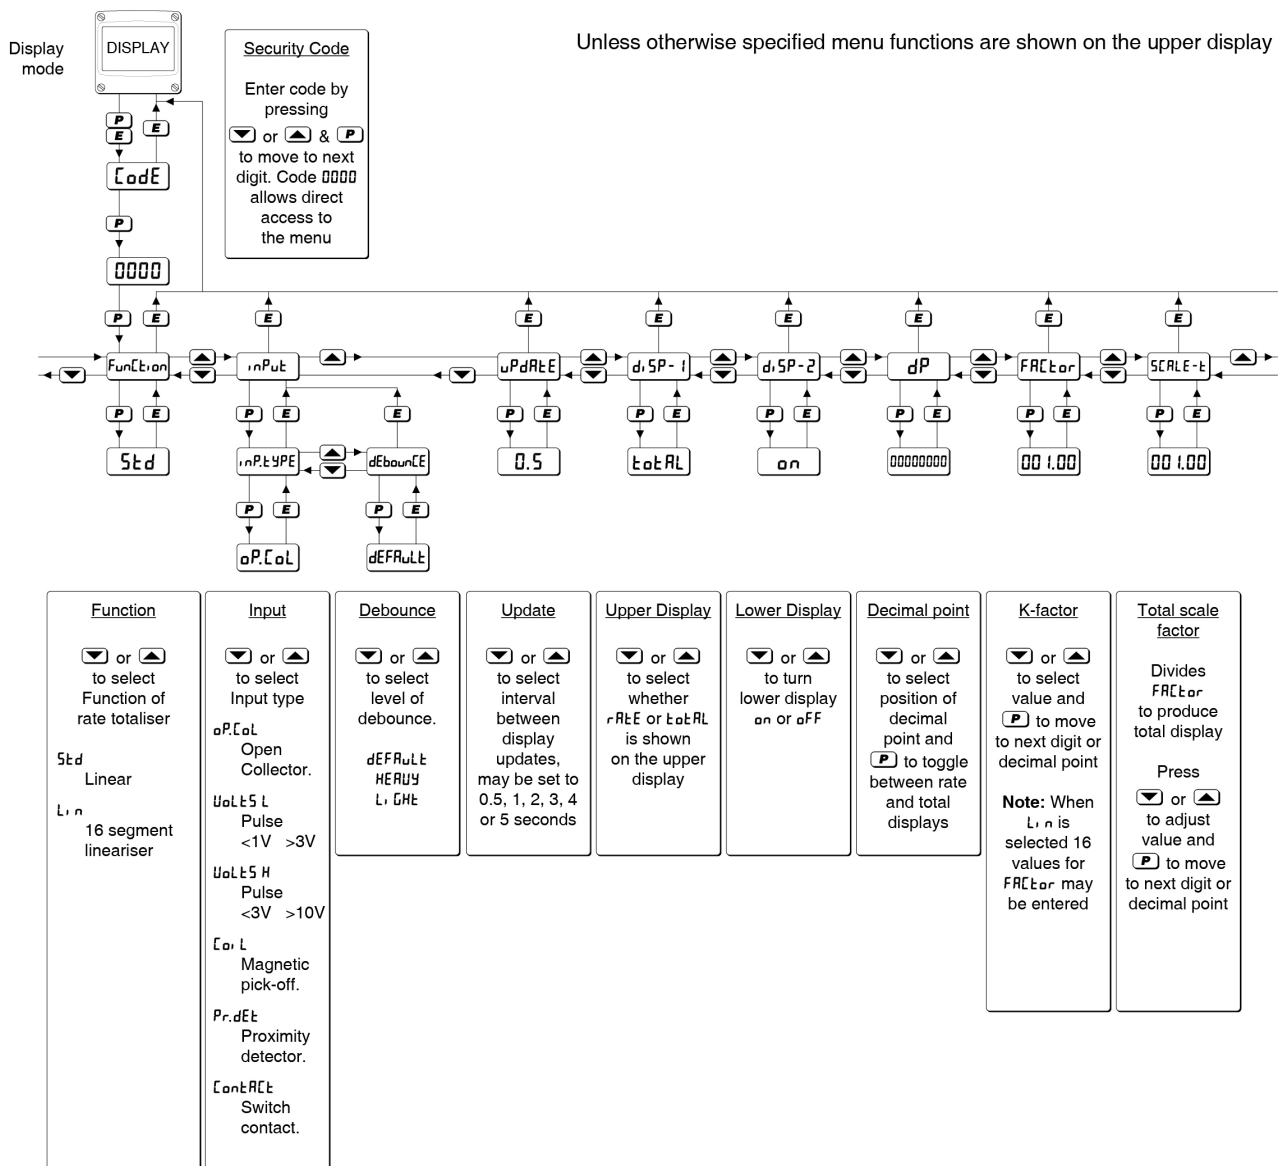 Unless otherwise specified menu functions are shown on the upper display
Display
mode
DISPLAY
Security Code
Enter code by
pressing
or & P
to move to next
digit. Code 0000
allows direct
access to
the menu
P
E
E
CodE
P
0000
P E E E E E E E E
FunCtion
inPut
uPdAtE
diSP-1
diSP-2
dP
FACtor
SCALE-t
P E P E E P E P E P E P E P E P E
Std
inP.tYPE
dEbounCE
0.5
totAL
on
00000000
001.00
001.00
P E P E
oP.CoL
dEFAuLt
Function
or
to select
Function of
rate totaliser
Std
Linear
Lin
16 segment
lineariser
Input
or
to select
Input type
oP.CoL
Open
Collector.
VoLtS L
Pulse
<1V >3V
VoLtS H
Pulse
<3V >10V
CoiL
Magnetic
pick-off.
Pr.dEt
Proximity
detector.
ContACt
Switch
contact.
Debounce
or
to select
level of
debounce.
dEFAuLt
HEAVY
LiGHt
Update
or
to select
interval
between
display
updates,
may be set to
0.5, 1, 2, 3, 4
or 5 seconds
Upper Display
or
to select
whether
rAtE or totAL
is shown
on the upper
display
Lower Display
or
to turn
lower display
on or oFF
Decimal point
or
to select
position of
decimal
point and
P to toggle
between rate
and total
displays
K-factor
or
to select
value and
P to move
to next digit or
decimal point
Note: When
Lin is
selected 16
values for
FACtor may
be entered
Total scale
factor
Divides
FACtor
to produce
total display
Press
or
to adjust
value and
P to move
to next digit or
decimal point